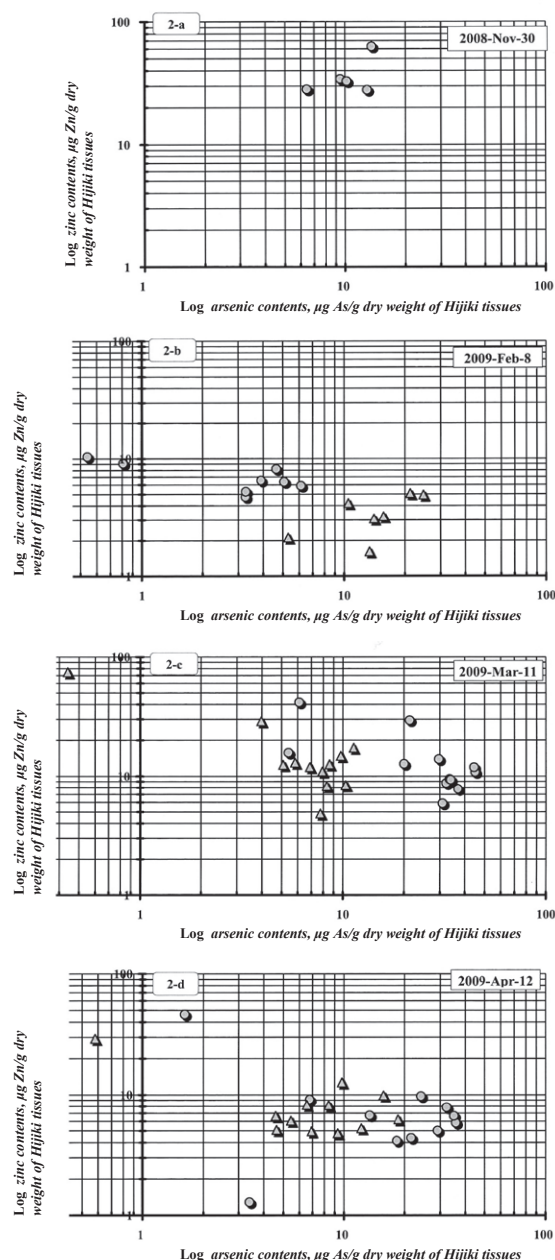 2-a
2008-Nov-30
100
10
1
Log zinc contents, µg Zn/g dry
weight of Hijiki tissues
1 10 100
Log arsenic contents, µg As/g dry weight of Hijiki tissues
2-b
2009-Feb-8
100
10
Log zinc contents, µg Zn/g dry
weight of Hijiki tissues
1 10 100
Log arsenic contents, µg As/g dry weight of Hijiki tissues
2-c
2009-Mar-11
100
10
Log zinc contents, µg Zn/g dry
weight of Hijiki tissues
1 10 100
Log arsenic contents, µg As/g dry weight of Hijiki tissues
2-d
2009-Apr-12
100
10
Log zinc contents, µg Zn/g dry
weight of Hijiki tissues
1 10 100
Log arsenic contents, µg As/g dry weight of Hijiki tissues